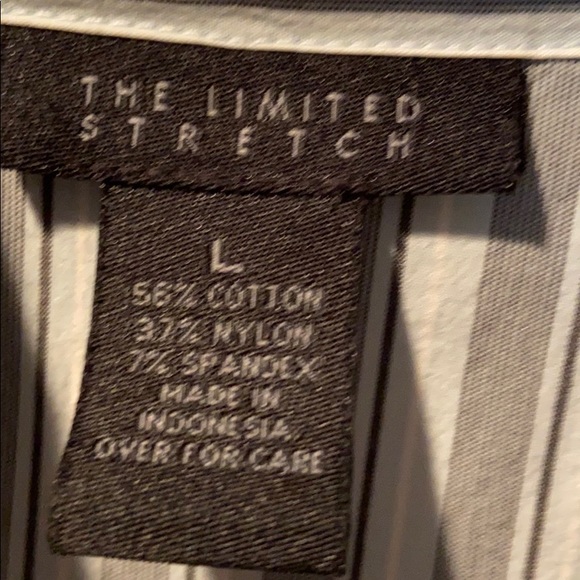 THE LIMITED
STRETCH
L
56% COTTON
37% NYLON
7% SPANDEX
MADE IN
INDONESIA
OVER FOR CARE